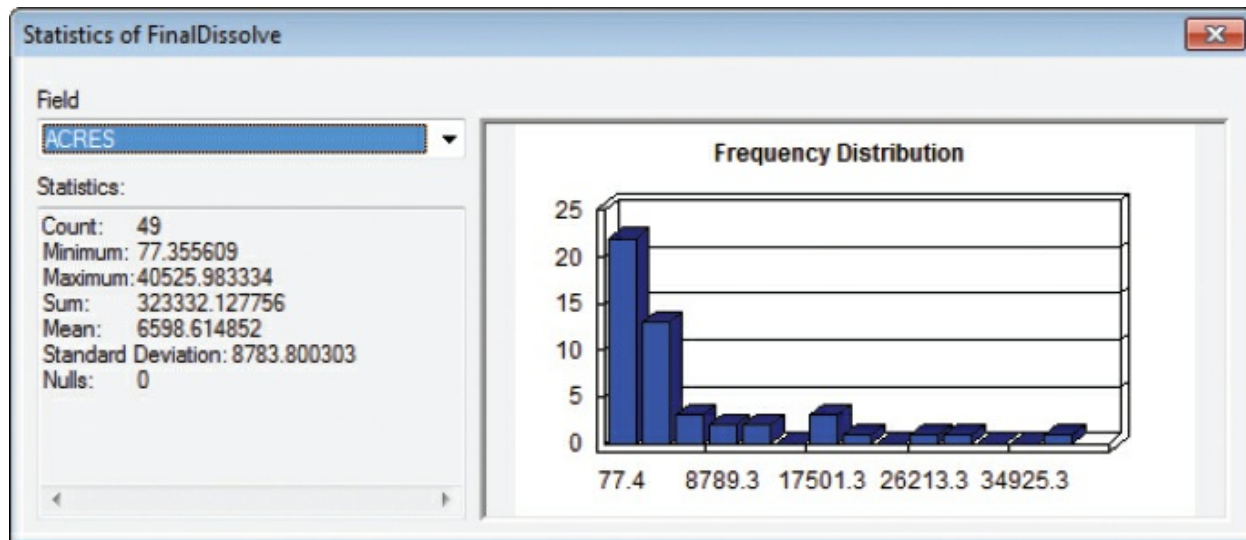 Statistics of FinalDissolve
Field
ACRES
Statistics:
Count: 49
Minimum: 77.355609
Maximum: 40525.983334
Sum: 323332.127756
Mean: 6598.614852
Standard Deviation: 8783.800303
Nulls: 0
Frequency Distribution
25
20
15
10
5
0
77.4 8789.3 17501.3 26213.3 34925.3